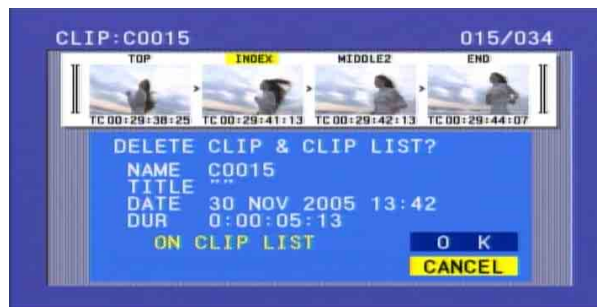 CLIP:C0015 015/034
TOP INDEX MIDDLE2 END
TC 00:29:38:25 TC 00:29:41:13 TC 00:29:42:13 TC 00:29:44:07
DELETE CLIP & CLIP LIST?
NAME C0015
TITLE ""
DATE 30 NOV 2005 13:42
DUR 0:00:05:13
ON CLIP LIST O K
CANCEL